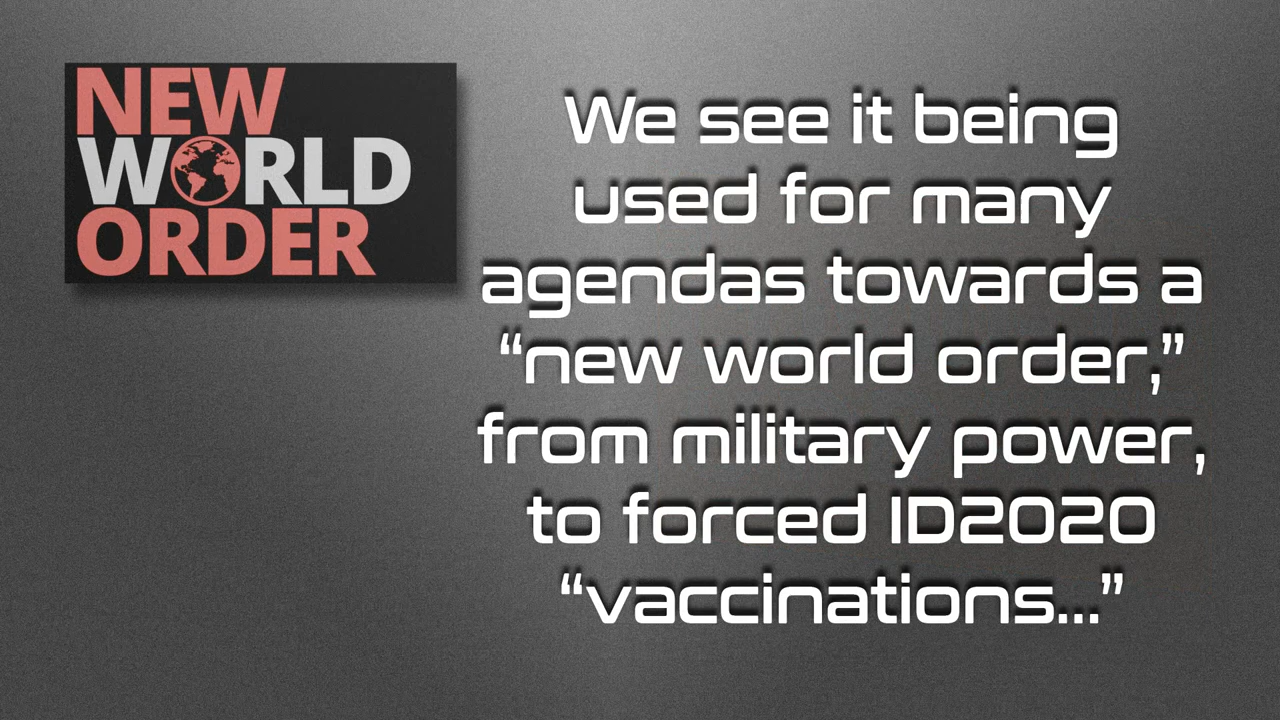 NEW
WORLD
ORDER
We see it being
used for many
agendas towards a
“new world order,”
from military power,
to forced ID2020
“vaccinations...”